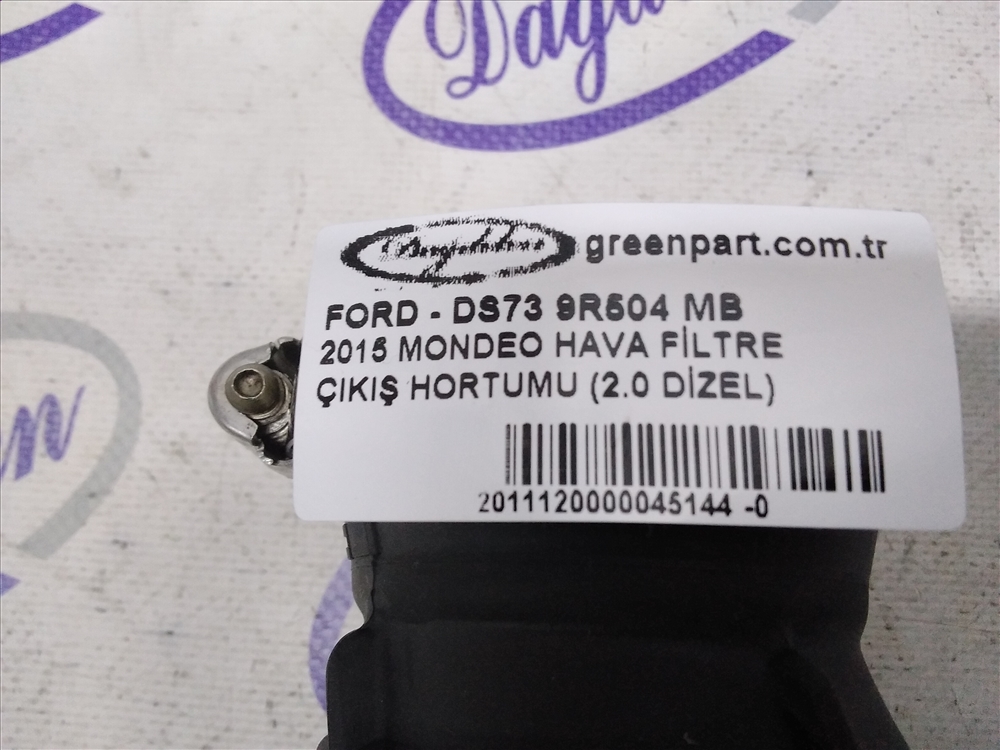 greenpart.com.tr
FORD - DS73 9R504 MB
2015 MONDEO HAVA FİLTRE
ÇIKIŞ HORTUMU (2.0 DİZEL)
2011120000045144 -0